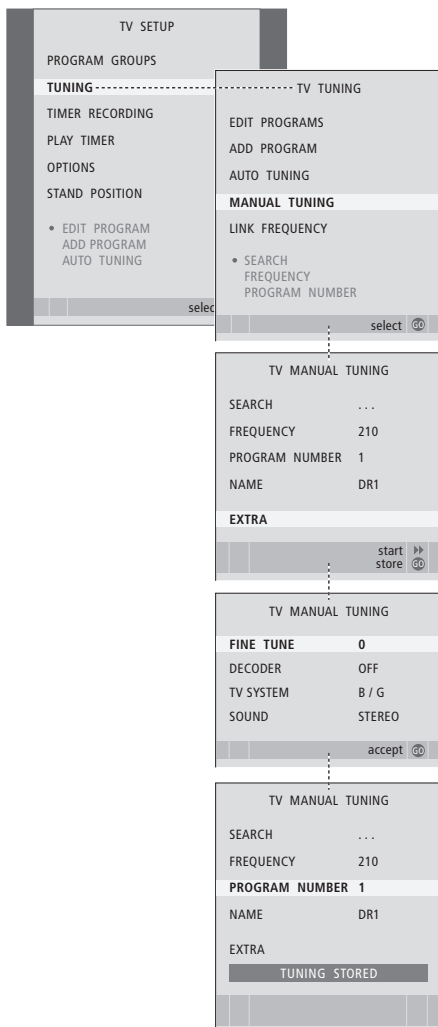 TV SETUP
PROGRAM GROUPS
TUNING
TIMER RECORDING
PLAY TIMER
OPTIONS
STAND POSITION
• EDIT PROGRAM
ADD PROGRAM
AUTO TUNING
selec
TV TUNING
EDIT PROGRAMS
ADD PROGRAM
AUTO TUNING
MANUAL TUNING
LINK FREQUENCY
• SEARCH
FREQUENCY
PROGRAM NUMBER
select GO
TV MANUAL TUNING
SEARCH . . .
FREQUENCY 210
PROGRAM NUMBER 1
NAME DR1
EXTRA
start
store GO
TV MANUAL TUNING
FINE TUNE 0
DECODER OFF
TV SYSTEM B / G
SOUND STEREO
accept GO
TV MANUAL TUNING
SEARCH . . .
FREQUENCY 210
PROGRAM NUMBER 1
NAME DR1
EXTRA
TUNING STORED